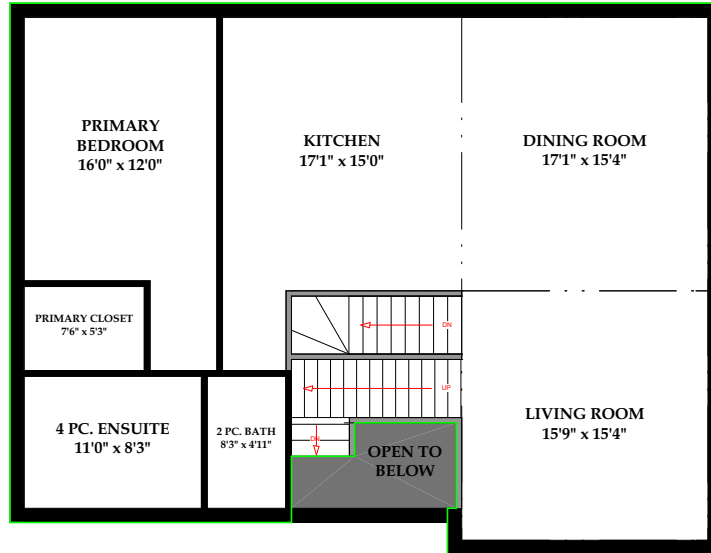 PRIMARY
BEDROOM
16'0" x 12'0"
KITCHEN
17'1" x 15'0"
DINING ROOM
17'1" x 15'4"
PRIMARY CLOSET
7'6" x 5'3"
DN
UP
4 PC. ENSUITE
11'0" x 8'3"
2 PC. BATH
8'3" x 4'11"
DN
OPEN TO
BELOW
LIVING ROOM
15'9" x 15'4"